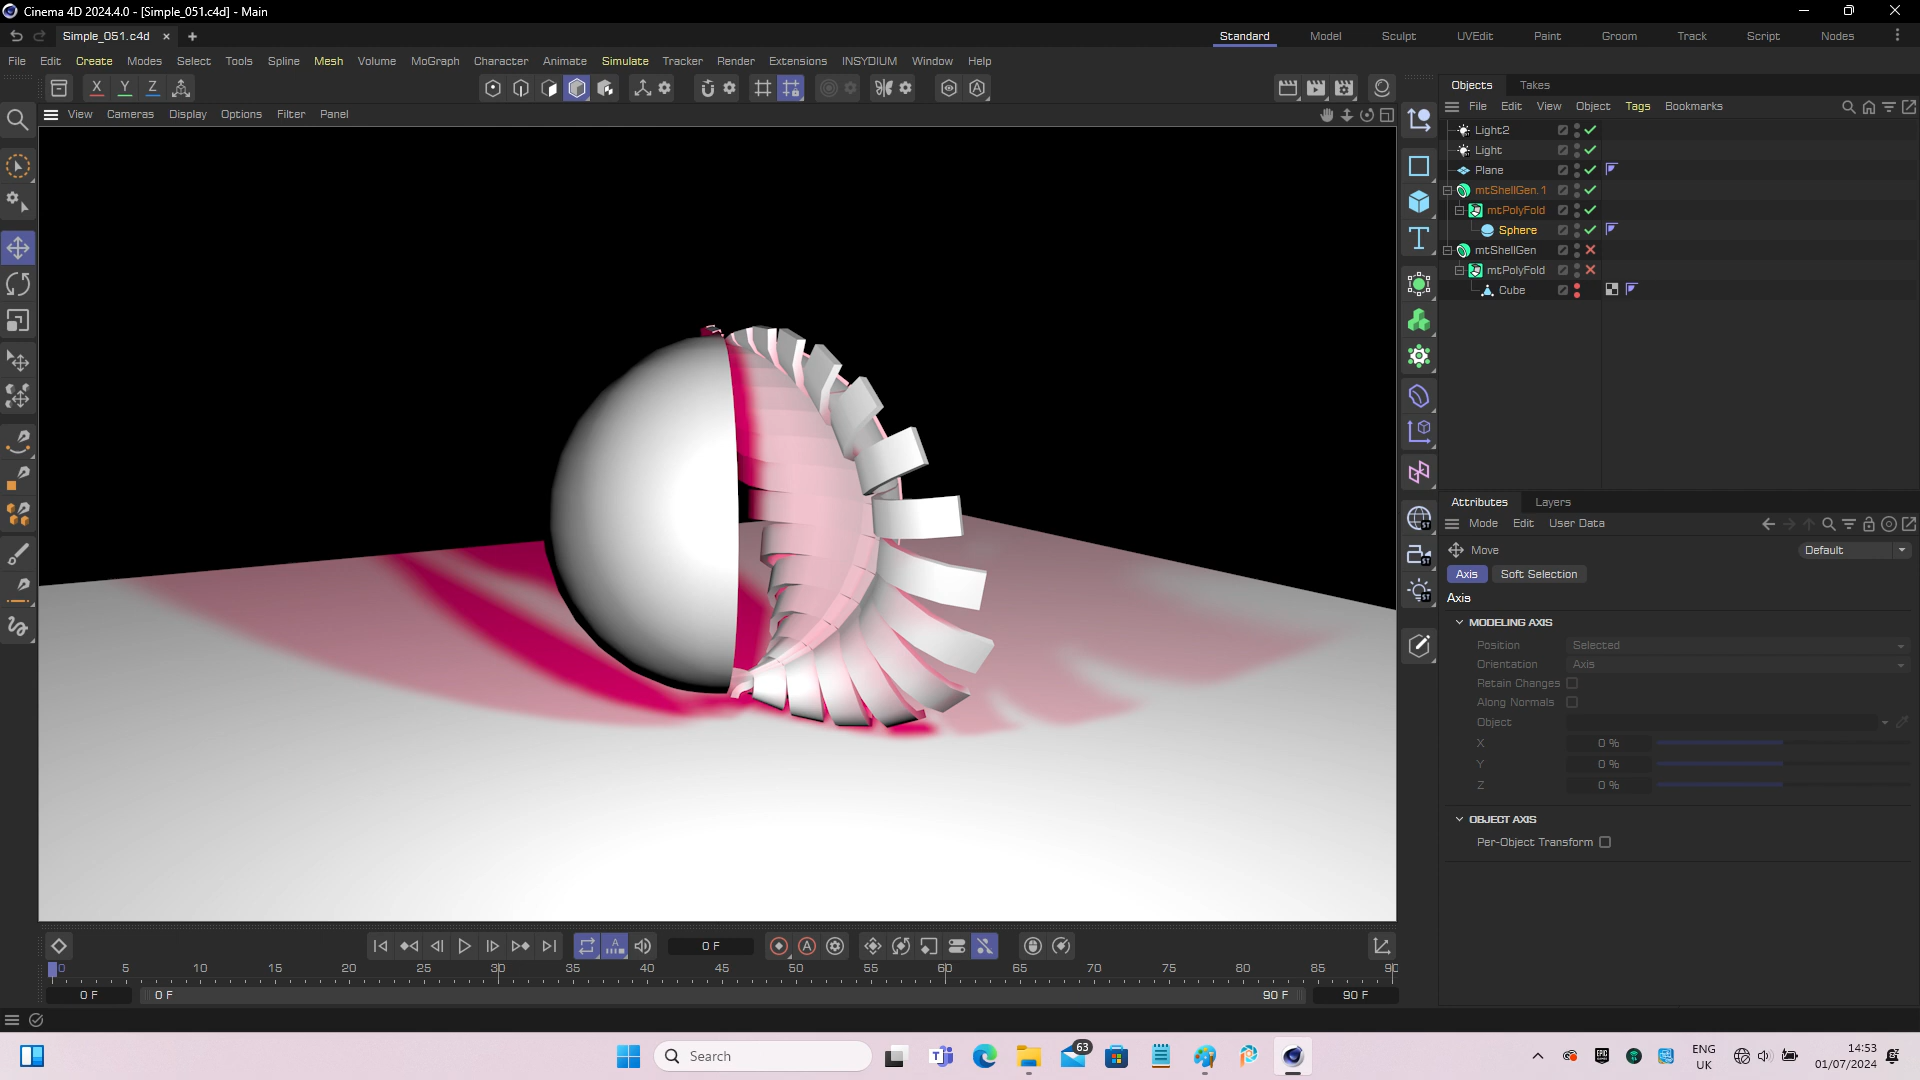 Cinema 4D 2024.4.0 - [Simple_051.c4d] - Main
Simple_051.c4d × +
Standard Model Sculpt UVEdit Paint Groom Track Script Nodes
File Edit Create Modes Select Tools Spline Mesh Volume MoGraph Character Animate Simulate Tracker Render Extensions INSYDIUM Window Help
X Y Z
View Cameras Display Options Filter Panel
Objects Takes
File Edit View Object Tags Bookmarks
Light2
Light
Plane
mtShellGen.1
mtPolyFold
Sphere
mtShellGen
mtPolyFold
Cube
Attributes Layers
Mode Edit User Data
Move Default
Axis Soft Selection
Axis
MODELING AXIS
Position Selected
Orientation Axis
Retain Changes
Along Normals
Object
X 0 %
Y 0 %
Z 0 %
OBJECT AXIS
Per-Object Transform
0 F
0 5 10 15 20 25 30 35 40 45 50 55 60 65 70 75 80 85 90
0 F 0 F 90 F 90 F
Search
63
ENG
UK
14:53
01/07/2024